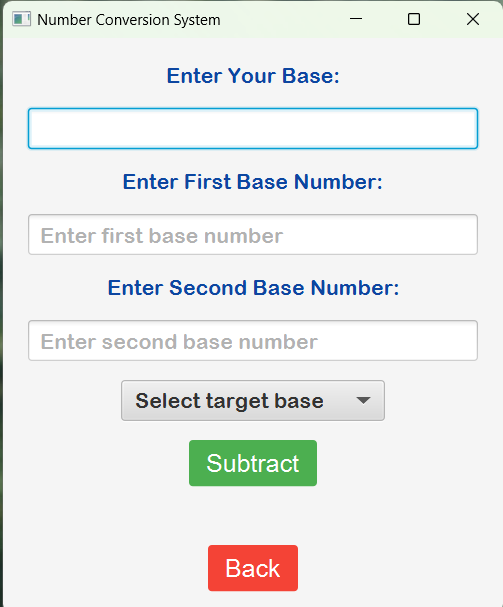 Number Conversion System
Enter Your Base:
Enter First Base Number:
Enter first base number
Enter Second Base Number:
Enter second base number
Select target base
Subtract
Back